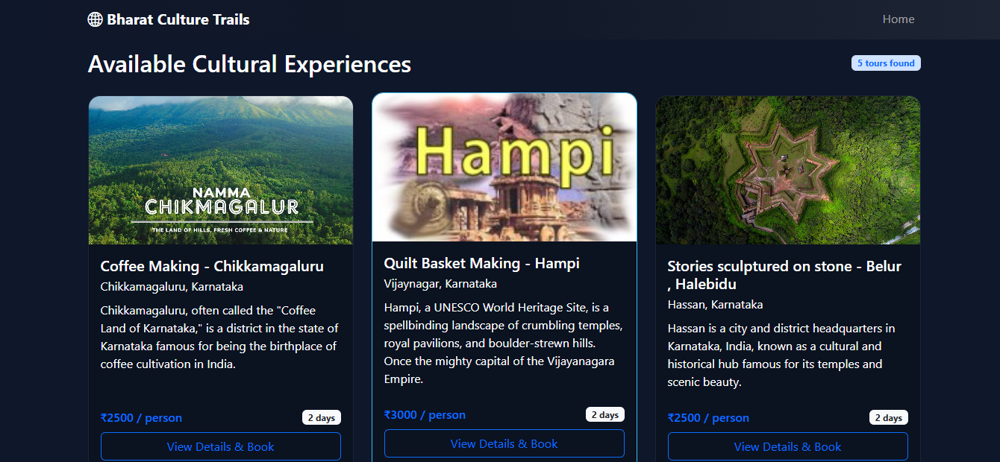 Bharat Culture Trails
Home
Available Cultural Experiences
5 tours found
NAMMA
CHIKMAGALUR
THE LAND OF HILLS, FRESH COFFEE & NATURE
Coffee Making - Chikkamagaluru
Chikkamagaluru, Karnataka
Chikkamagaluru, often called the "Coffee
Land of Karnataka," is a district in the state of
Karnataka famous for being the birthplace of
coffee cultivation in India.
₹2500 / person
2 days
View Details & Book
Hampi
Quilt Basket Making - Hampi
Vijaynagar, Karnataka
Hampi, a UNESCO World Heritage Site, is a
spellbinding landscape of crumbling temples,
royal pavilions, and boulder-strewn hills.
Once the mighty capital of the Vijayanagara
Empire.
₹3000 / person
2 days
View Details & Book
Stories sculptured on stone - Belur
, Halebidu
Hassan, Karnataka
Hassan is a city and district headquarters in
Karnataka, India, known as a cultural and
historical hub famous for its temples and
scenic beauty.
₹2500 / person
2 days
View Details & Book